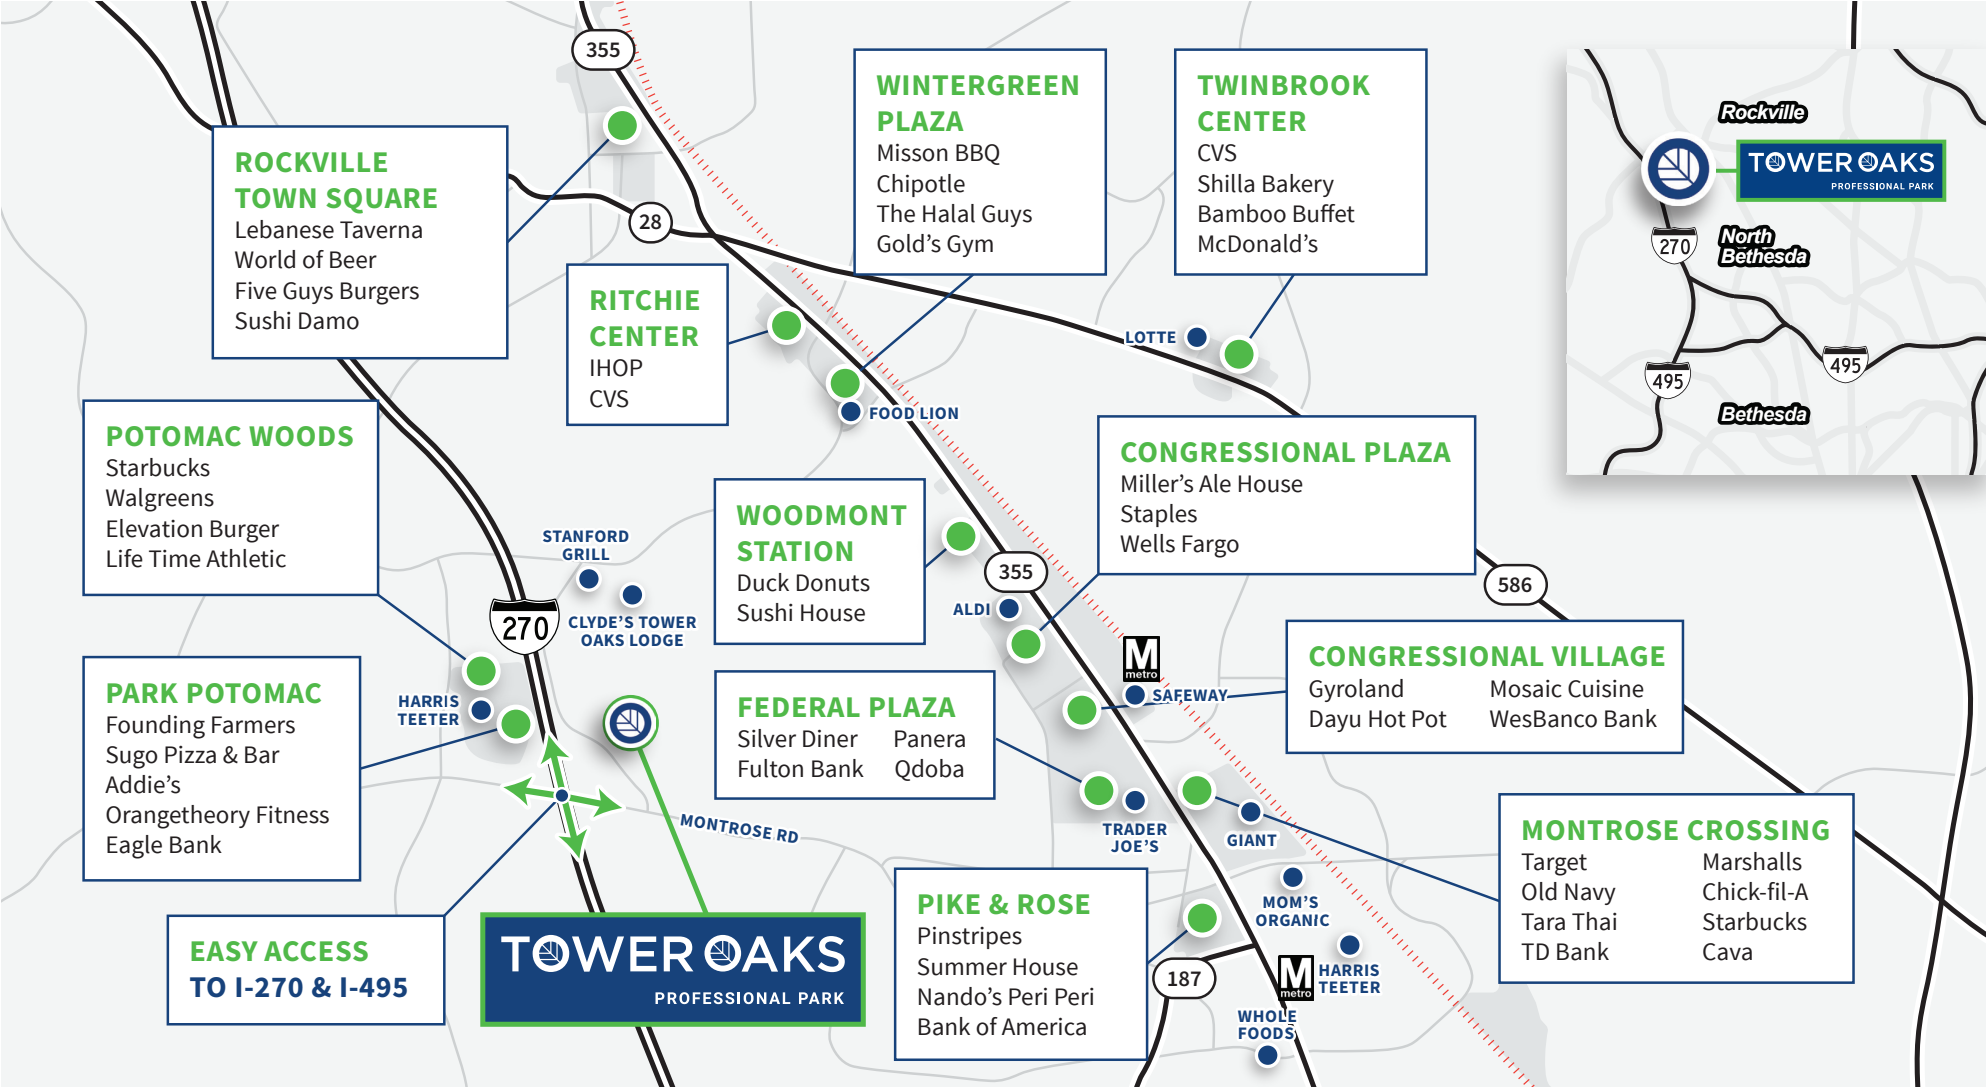 355
28
ROCKVILLE
TOWN SQUARE
Lebanese Taverna
World of Beer
Five Guys Burgers
Sushi Damo
RITCHIE
CENTER
IHOP
CVS
WINTERGREEN
PLAZA
Misson BBQ
Chipotle
The Halal Guys
Gold's Gym
TWINBROOK
CENTER
CVS
Shilla Bakery
Bamboo Buffet
McDonald's
LOTTE
FOOD LION
Rockville
TOWER OAKS
PROFESSIONAL PARK
270
North
Bethesda
495
495
Bethesda
POTOMAC WOODS
Starbucks
Walgreens
Elevation Burger
Life Time Athletic
STANFORD
GRILL
CLYDE'S TOWER
OAKS LODGE
270
WOODMONT
STATION
Duck Donuts
Sushi House
355
ALDI
CONGRESSIONAL PLAZA
Miller's Ale House
Staples
Wells Fargo
586
M
metro
SAFEWAY
CONGRESSIONAL VILLAGE
Gyroland Mosaic Cuisine
Dayu Hot Pot WesBanco Bank
PARK POTOMAC
Founding Farmers
Sugo Pizza & Bar
Addie's
Orangetheory Fitness
Eagle Bank
HARRIS
TEETER
FEDERAL PLAZA
Silver Diner Panera
Fulton Bank Qdoba
MONTROSE RD
TRADER
JOE'S
GIANT
MONTROSE CROSSING
Target Marshalls
Old Navy Chick-fil-A
Tara Thai Starbucks
TD Bank Cava
EASY ACCESS
TO I-270 & I-495
TOWER OAKS
PROFESSIONAL PARK
PIKE & ROSE
Pinstripes
Summer House
Nando's Peri Peri
Bank of America
MOM'S
ORGANIC
187
M
metro
HARRIS
TEETER
WHOLE
FOODS